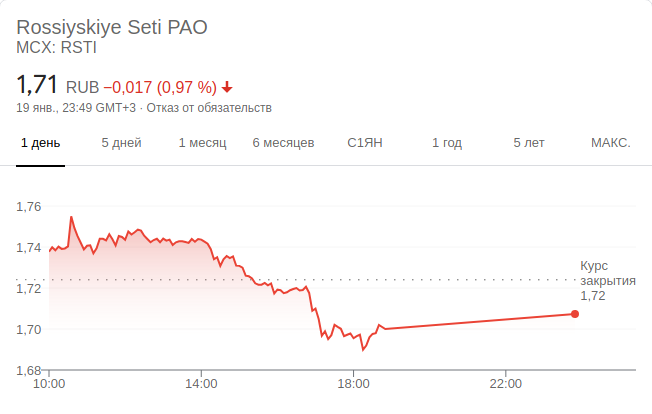 Rossiyskiye Seti PAO
MCX: RSTI
1,71 RUB −0,017 (0,97 %)
19 янв., 23:49 GMT+3 · Отказ от обязательств
1 день 5 дней 1 месяц 6 месяцев С1ЯН 1 год 5 лет МАКС.
1,76
1,74
Курс
закрытия
1,72
1,72
1,70
1,68
10:00 14:00 18:00 22:00